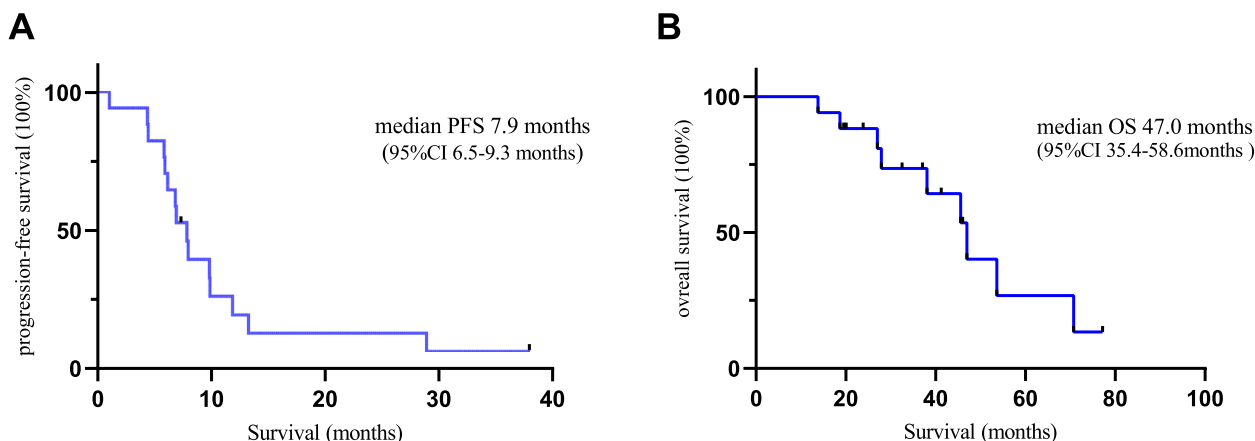 A
progression-free survival (100%)
100
50
0
0 10 20 30 40
Survival (months)
median PFS 7.9 months
(95%CI 6.5-9.3 months)
B
ovreall survival (100%)
100
50
0
0 20 40 60 80 100
Survival (months)
median OS 47.0 months
(95%CI 35.4-58.6months )